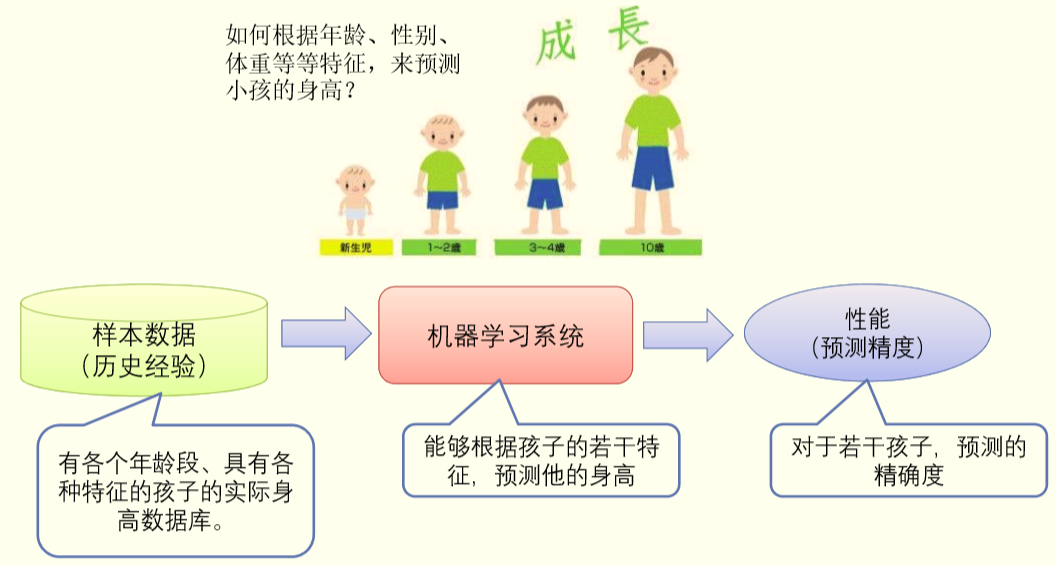 如何根据年龄、性别、
体重等等特征，来预测
小孩的身高？
成長
新生児
1～2歳
3～4歳
10歳
样本数据
（历史经验）
机器学习系统
性能
（预测精度）
有各个年龄段、具有各
种特征的孩子的实际身
高数据库。
能够根据孩子的若干特
征，预测他的身高
对于若干孩子，预测的
精确度